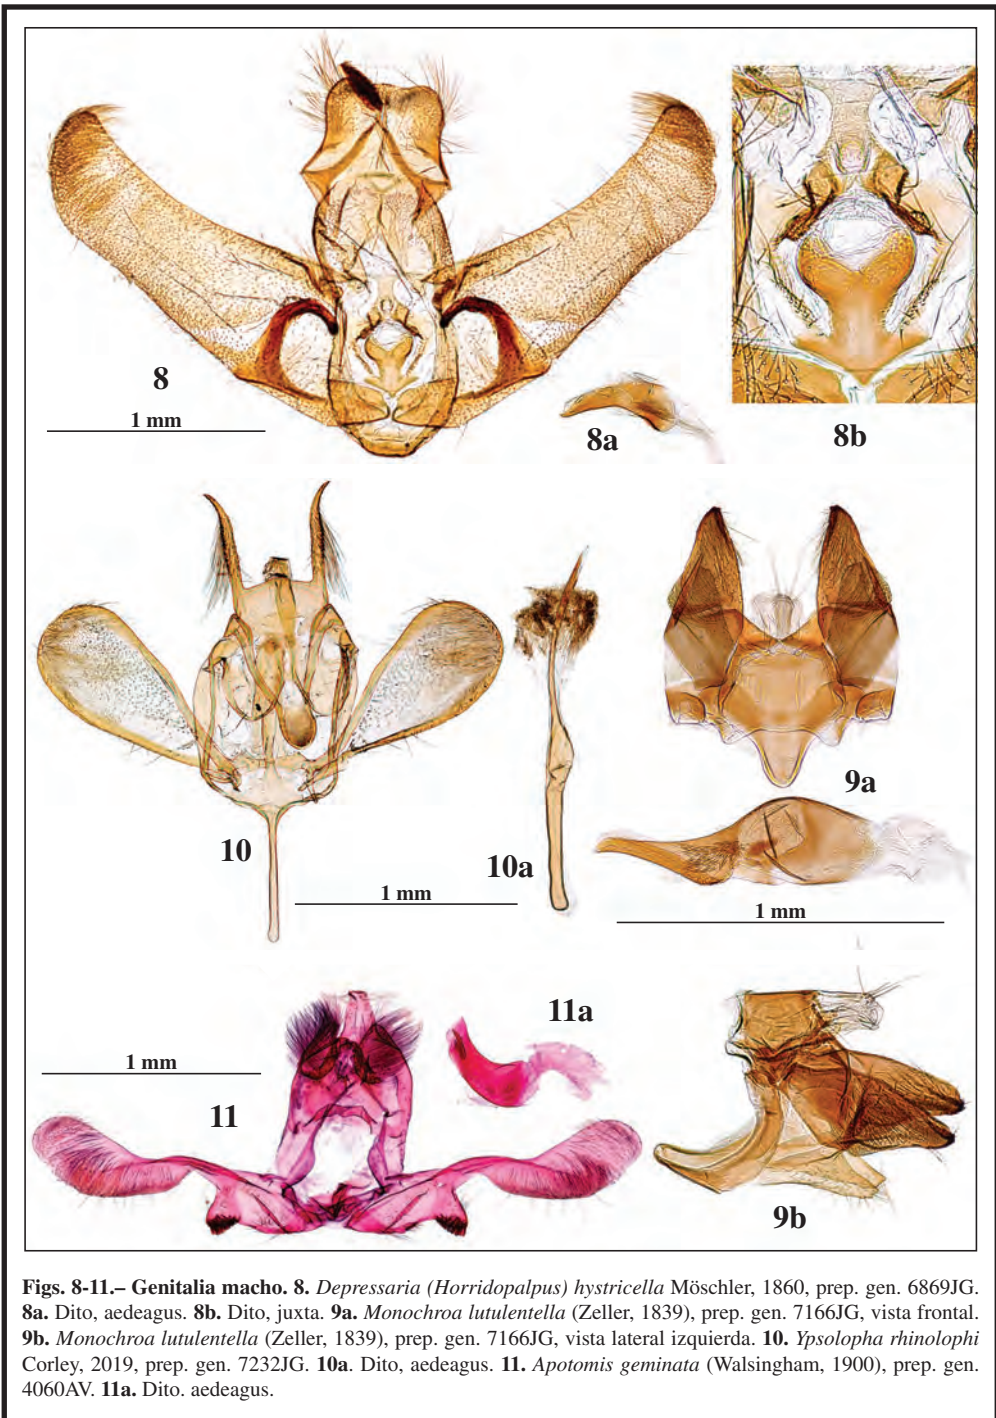 8
1 mm
8a
8b
10
1 mm
10a
9a
1 mm
1 mm
11
11a
9b
Figs. 8-11.– Genitalia macho. 8. Depressaria (Horridopalpus) hystricella Möschler, 1860, prep. gen. 6869JG.
8a. Dito, aedeagus. 8b. Dito, juxta. 9a. Monochroa lutulentella (Zeller, 1839), prep. gen. 7166JG, vista frontal.
9b. Monochroa lutulentella (Zeller, 1839), prep. gen. 7166JG, vista lateral izquierda. 10. Ypsolopha rhinolophi
Corley, 2019, prep. gen. 7232JG. 10a. Dito, aedeagus. 11. Apotomis geminata (Walsingham, 1900), prep. gen.
4060AV. 11a. Dito. aedeagus.